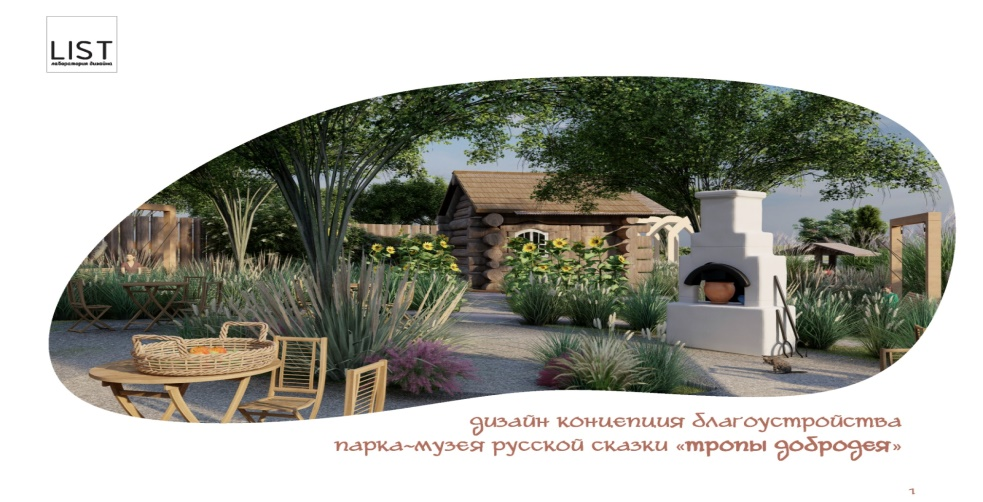 LIST
лаборатория дизайна
дизайн концепция благоустройства
парка~музея русской сказки «тропы добродея»
1